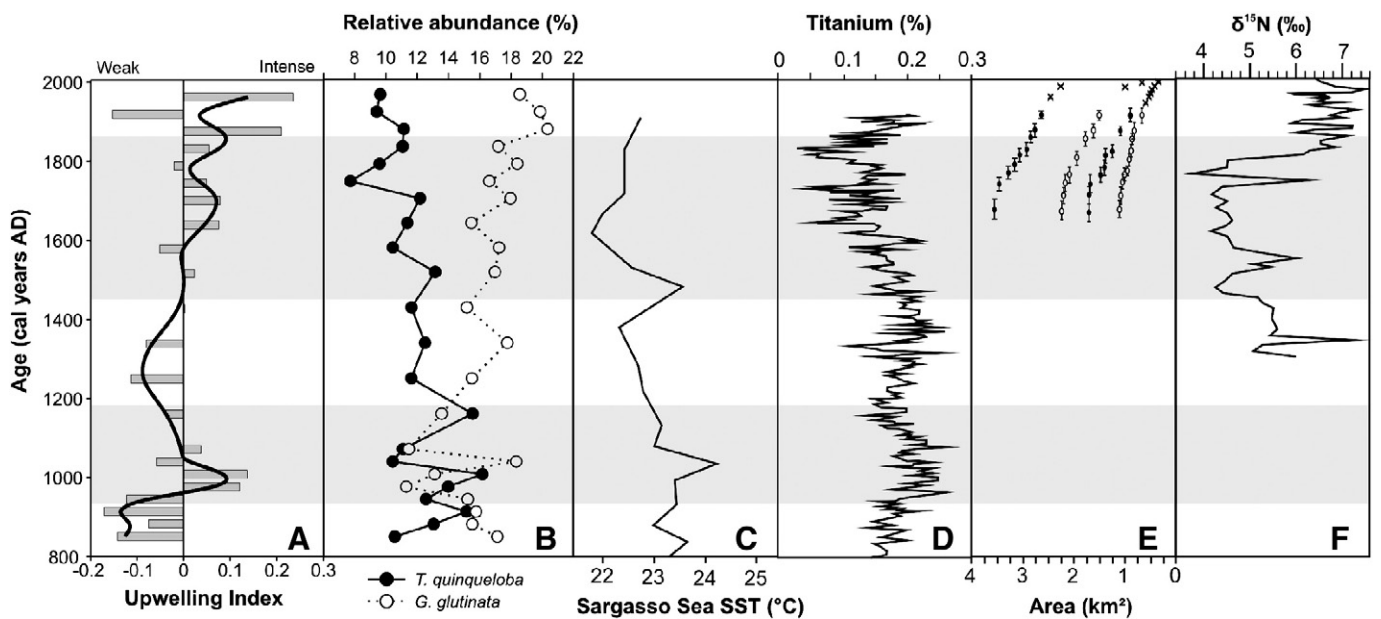 Relative abundance (%)
Titanium (%)
δ¹⁵N (‰)
Weak
Intense
8 10 12 14 16 18 20 22
0 0.1 0.2 0.3
4 5 6 7
2000
1800
1600
1400
1200
1000
800
Age (cal years AD)
A
B
C
D
E
F
-0.2 -0.1 0 0.1 0.2 0.3
Upwelling Index
T. quinqueloba
G. glutinata
22 23 24 25
Sargasso Sea SST (°C)
4 3 2 1 0
Area (km²)